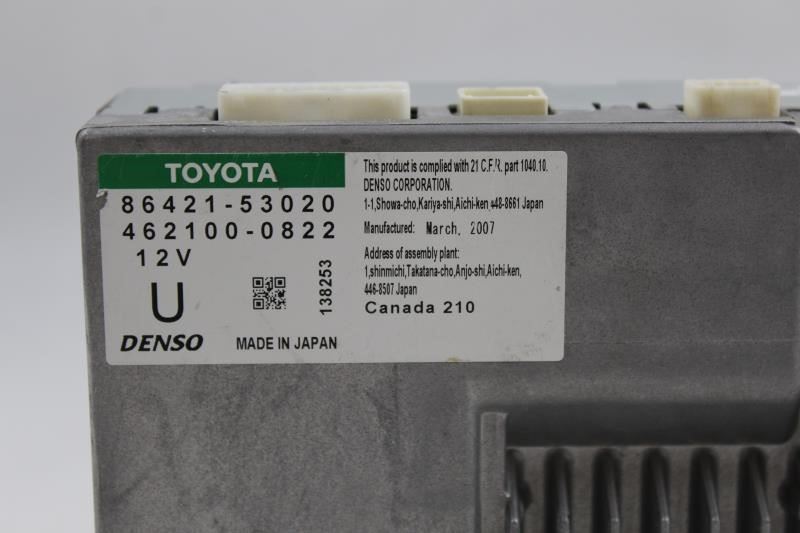 TOYOTA
86421-53020
462100-0822
12V
U
138253
DENSO
MADE IN JAPAN
This product is complied with 21 C.F.R. part 1040.10.
DENSO CORPORATION.
1-1,Showa-cho,Kariya-shi,Aichi-ken,448-8661 Japan
Manufactured: March, 2007
Address of assembly plant:
1,shinmichi,Takatana-cho,Anjo-shi,Aichi-ken,
446-8507 Japan
Canada 210